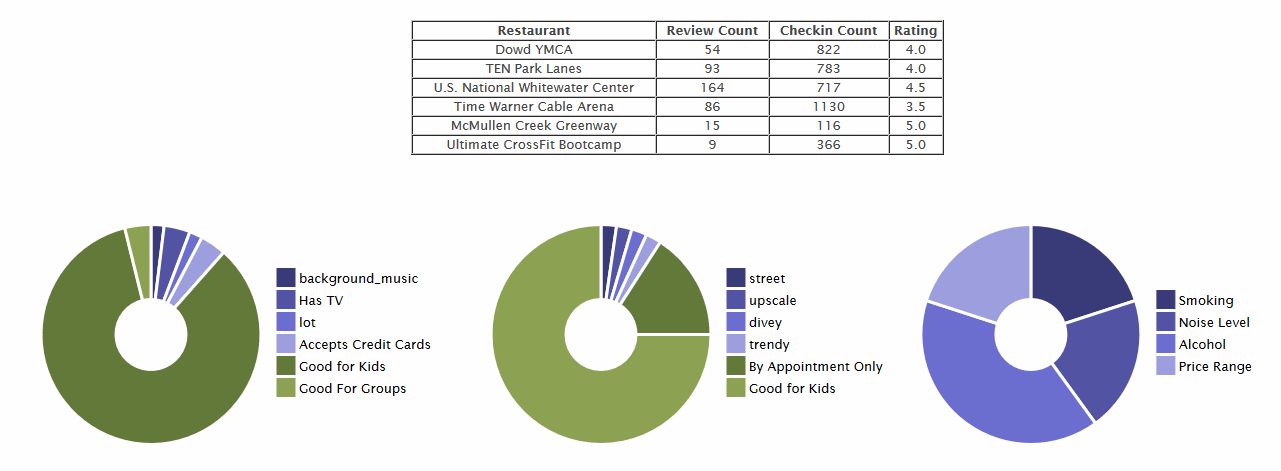 Restaurant Review Count Checkin Count Rating
Dowd YMCA 54 822 4.0
TEN Park Lanes 93 783 4.0
U.S. National Whitewater Center 164 717 4.5
Time Warner Cable Arena 86 1130 3.5
McMullen Creek Greenway 15 116 5.0
Ultimate CrossFit Bootcamp 9 366 5.0
background_music
Has TV
lot
Accepts Credit Cards
Good for Kids
Good For Groups
street
upscale
divey
trendy
By Appointment Only
Good for Kids
Smoking
Noise Level
Alcohol
Price Range